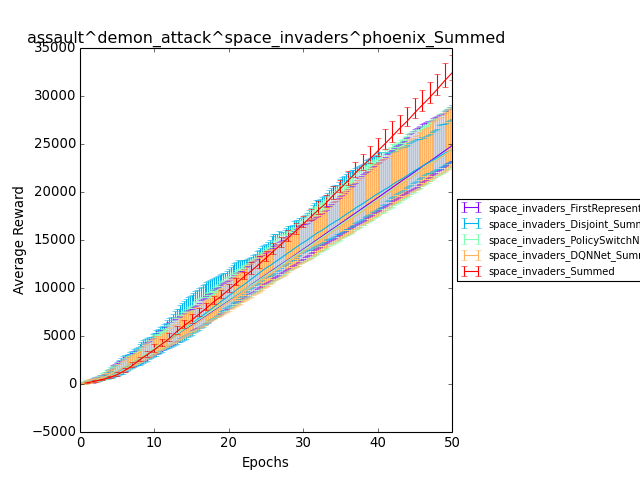 assault^demon_attack^space_invaders^phoenix_Summed
35000
30000
25000
20000
15000
10000
5000
0
−5000
0 10 20 30 40 50
Average Reward
Epochs
space_invaders_FirstRepresent
space_invaders_Disjoint_Summ
space_invaders_PolicySwitchN
space_invaders_DQNNet_Summ
space_invaders_Summed